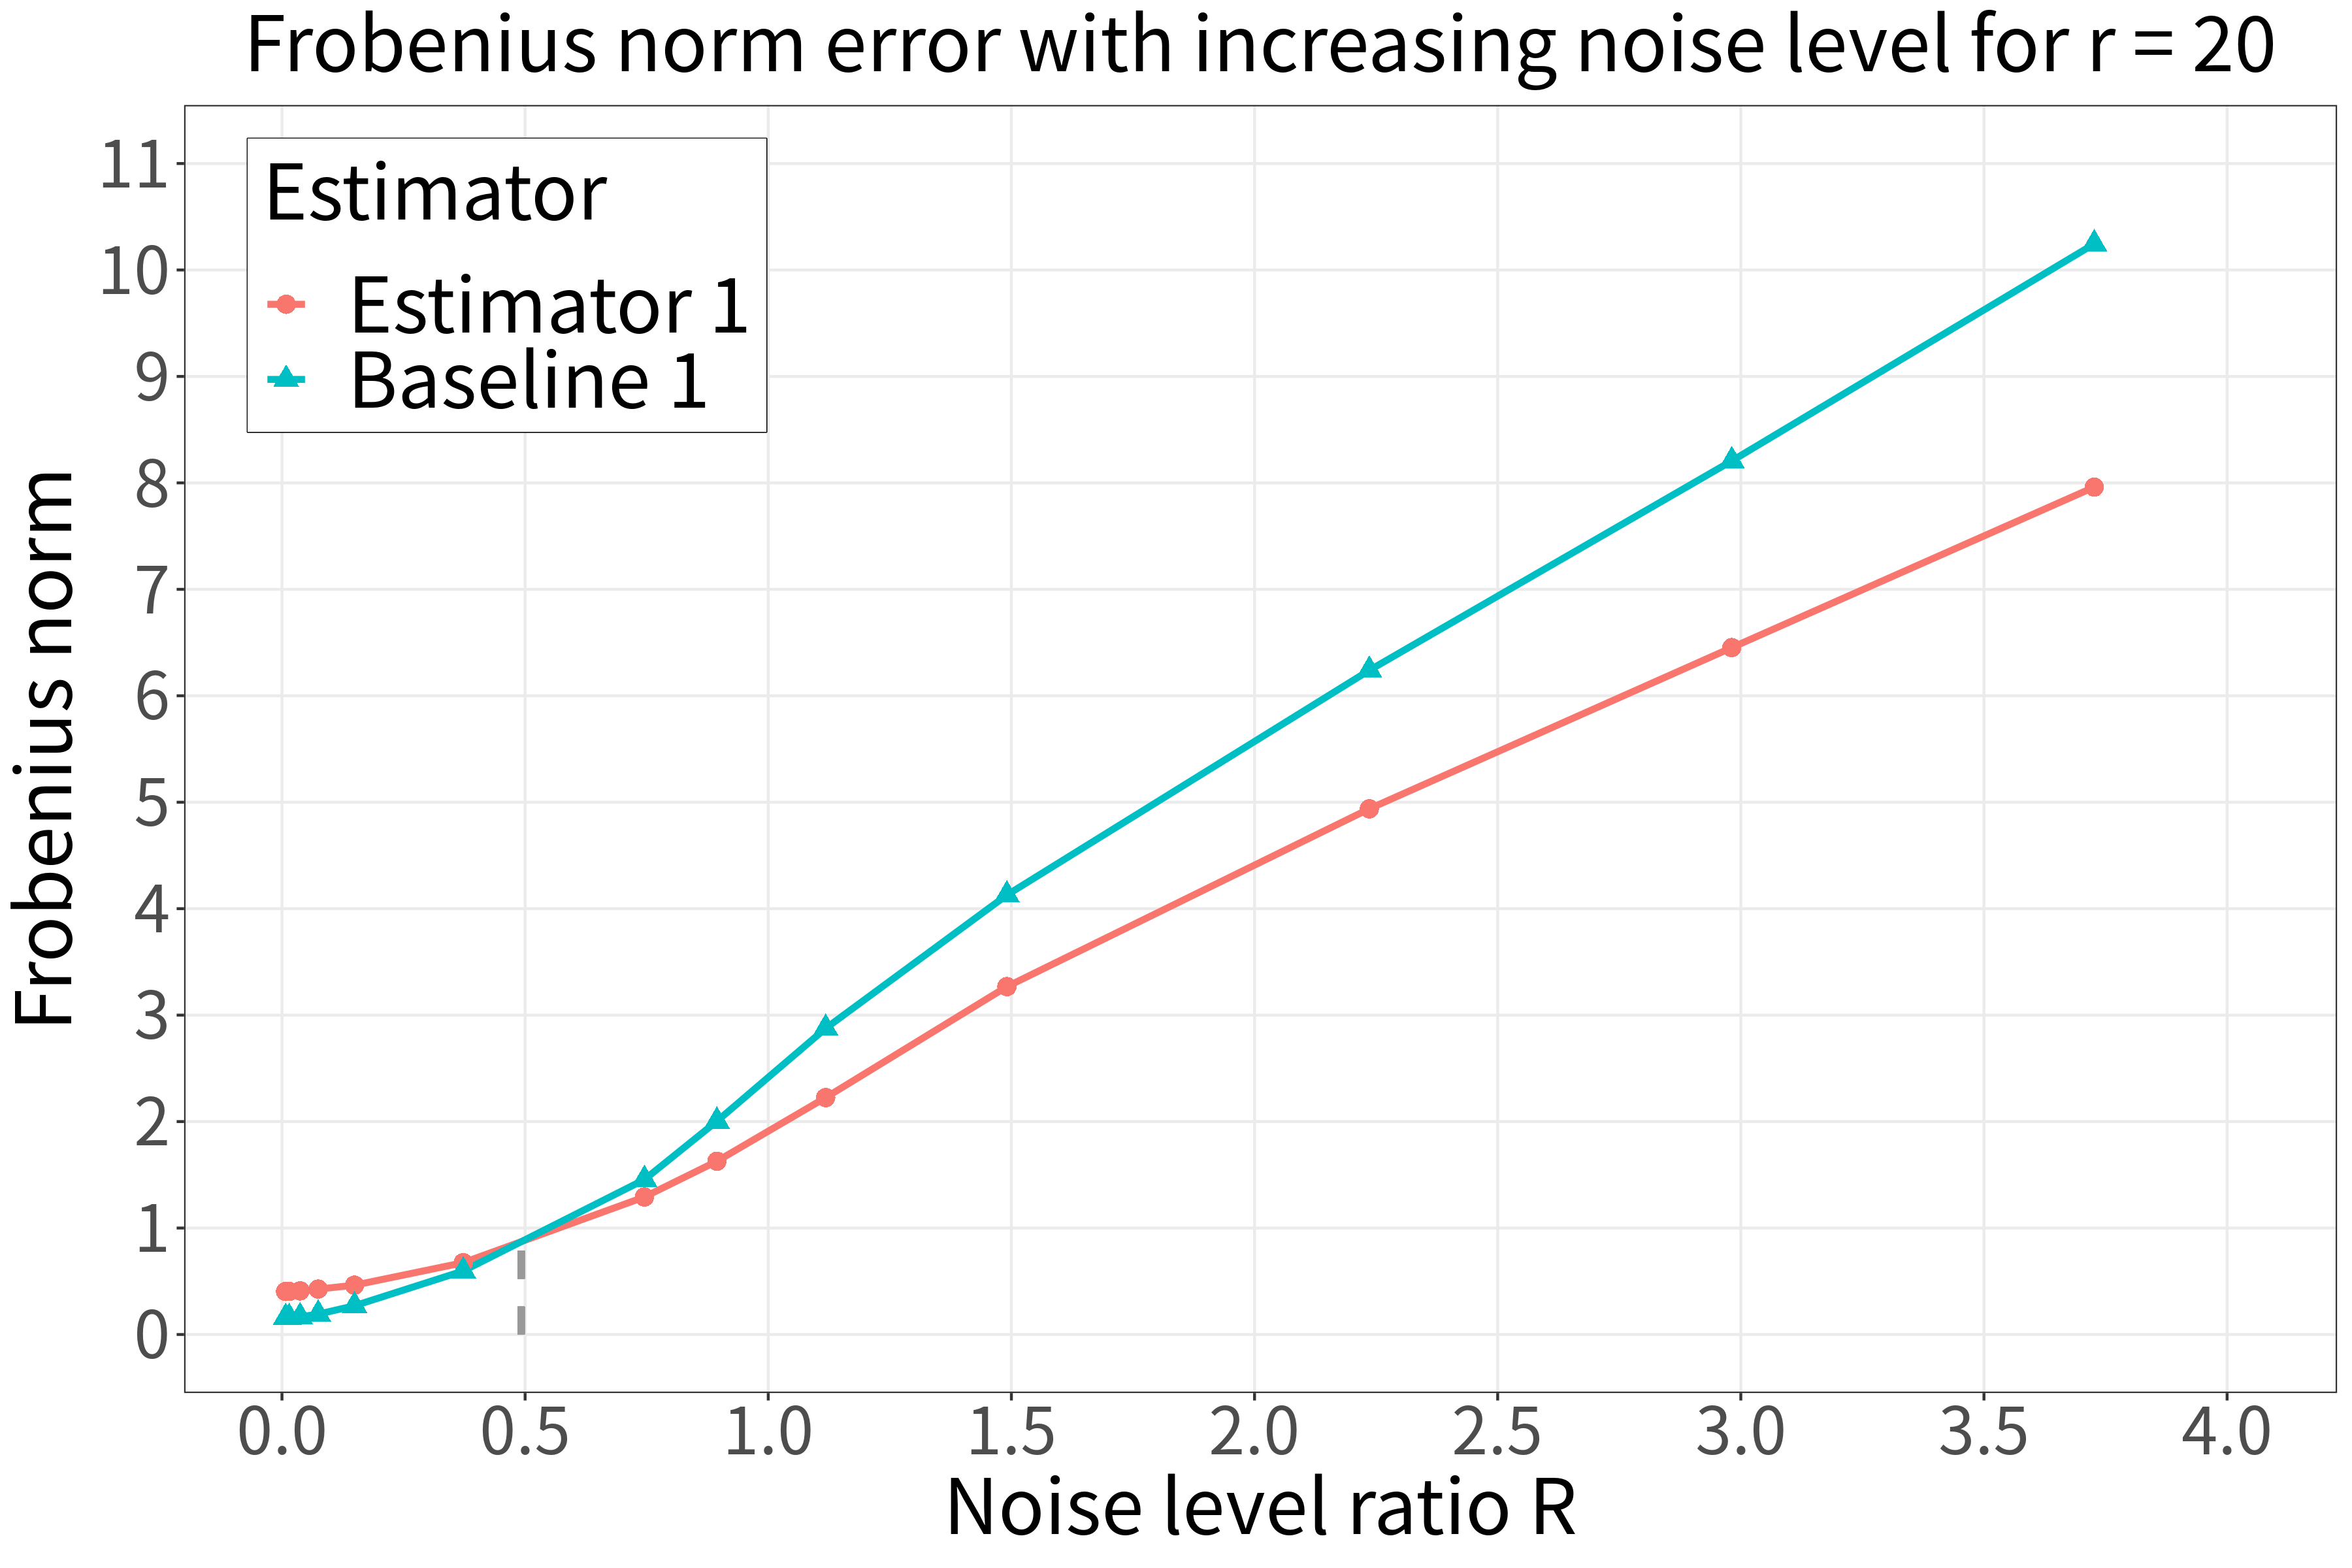 Frobenius norm error with increasing noise level for r = 20
Estimator
Estimator 1
Baseline 1
Frobenius norm
11
10
9
8
7
6
5
4
3
2
1
0
0.0 0.5 1.0 1.5 2.0 2.5 3.0 3.5 4.0
Noise level ratio R